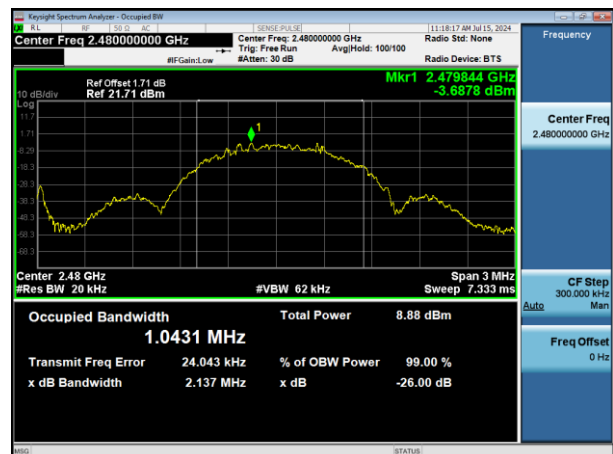 Keysight Spectrum Analyzer - Occupied BW
RL RF 50 Ω AC SENSE:PULSE 11:18:17 AM Jul 15, 2024
Center Freq 2.480000000 GHz Center Freq: 2.480000000 GHz Radio Std: None Frequency
Trig: Free Run Avg|Hold: 100/100
#IFGain:Low #Atten: 30 dB Radio Device: BTS
Ref Offset 1.71 dB Mkr1 2.479844 GHz
10 dB/div Ref 21.71 dBm -3.6878 dBm
Log
11.7
1.71
-8.29
-18.3
-28.3
-38.3
-48.3
-58.3
-68.3
1
Center 2.48 GHz Span 3 MHz
#Res BW 20 kHz #VBW 62 kHz Sweep 7.333 ms
Occupied Bandwidth Total Power 8.88 dBm
1.0431 MHz
Transmit Freq Error 24.043 kHz % of OBW Power 99.00 %
x dB Bandwidth 2.137 MHz x dB -26.00 dB
Center Freq
2.480000000 GHz
CF Step
300.000 kHz
Auto Man
Freq Offset
0 Hz
MSG STATUS